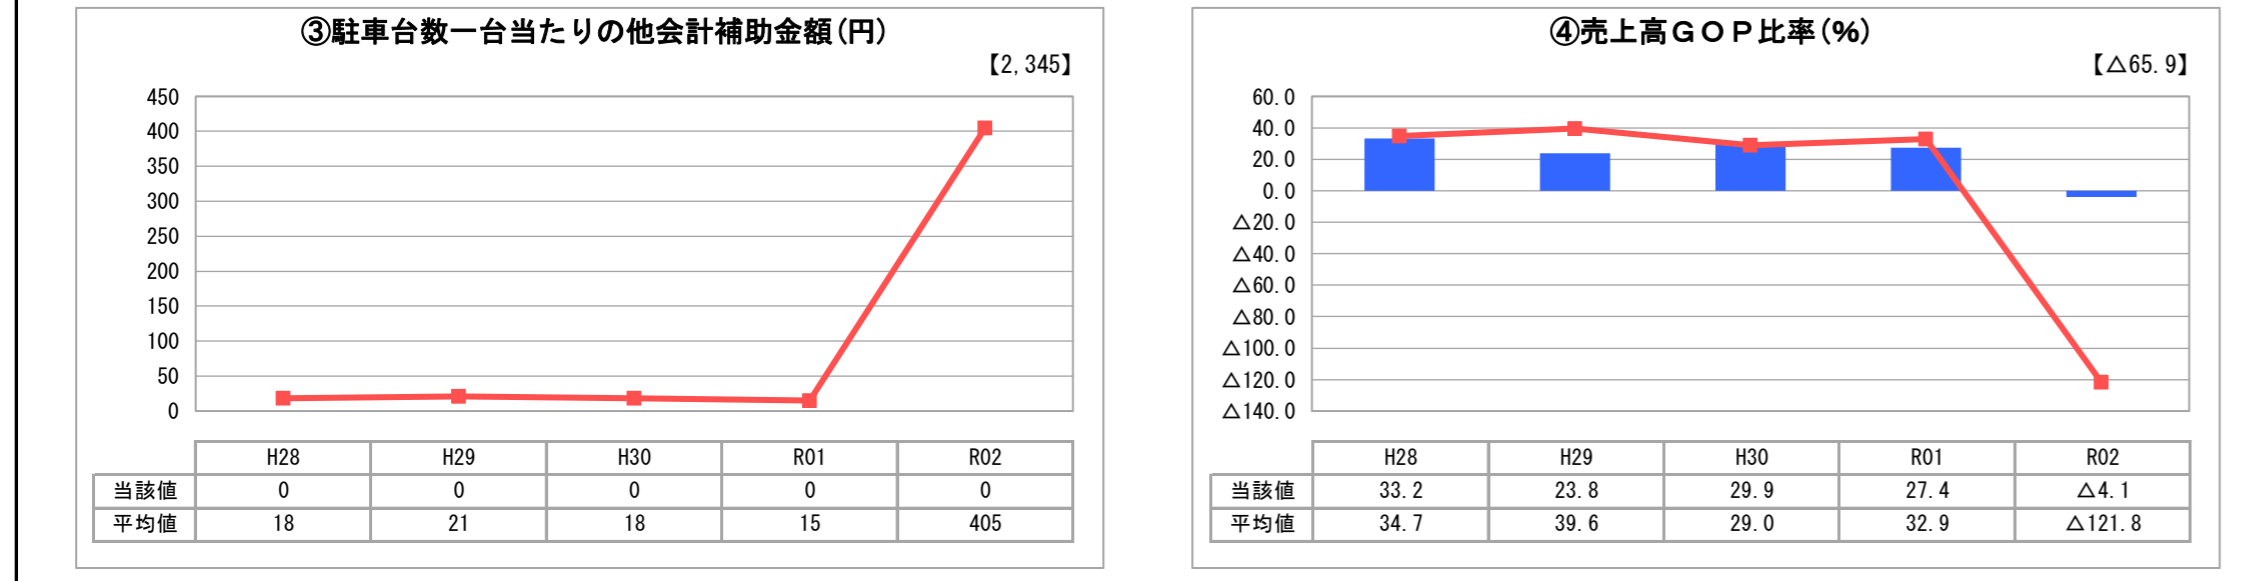 ③駐車台数一台当たりの他会計補助金額(円)
【2,345】
450
400
350
300
250
200
150
100
50
0
H28 H29 H30 R01 R02
当該値 0 0 0 0 0
平均値 18 21 18 15 405
④売上高ＧＯＰ比率(％)
【△65.9】
60.0
40.0
20.0
0.0
△20.0
△40.0
△60.0
△80.0
△100.0
△120.0
△140.0
H28 H29 H30 R01 R02
当該値 33.2 23.8 29.9 27.4 △4.1
平均値 34.7 39.6 29.0 32.9 △121.8